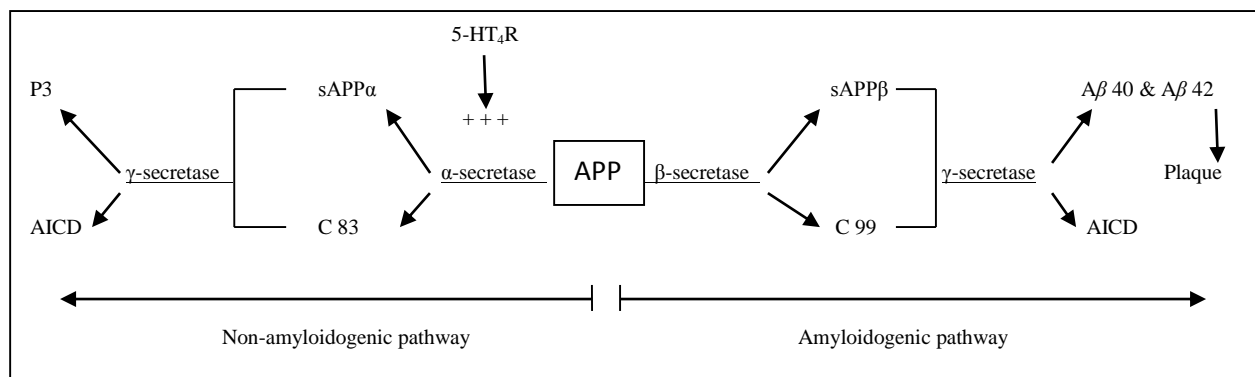 5-HT₄R
P3
sAPPα
+ + +
sAPPβ
Aβ 40 & Aβ 42
γ-secretase
α-secretase
APP
β-secretase
γ-secretase
Plaque
AICD
C 83
C 99
AICD
Non-amyloidogenic pathway
Amyloidogenic pathway